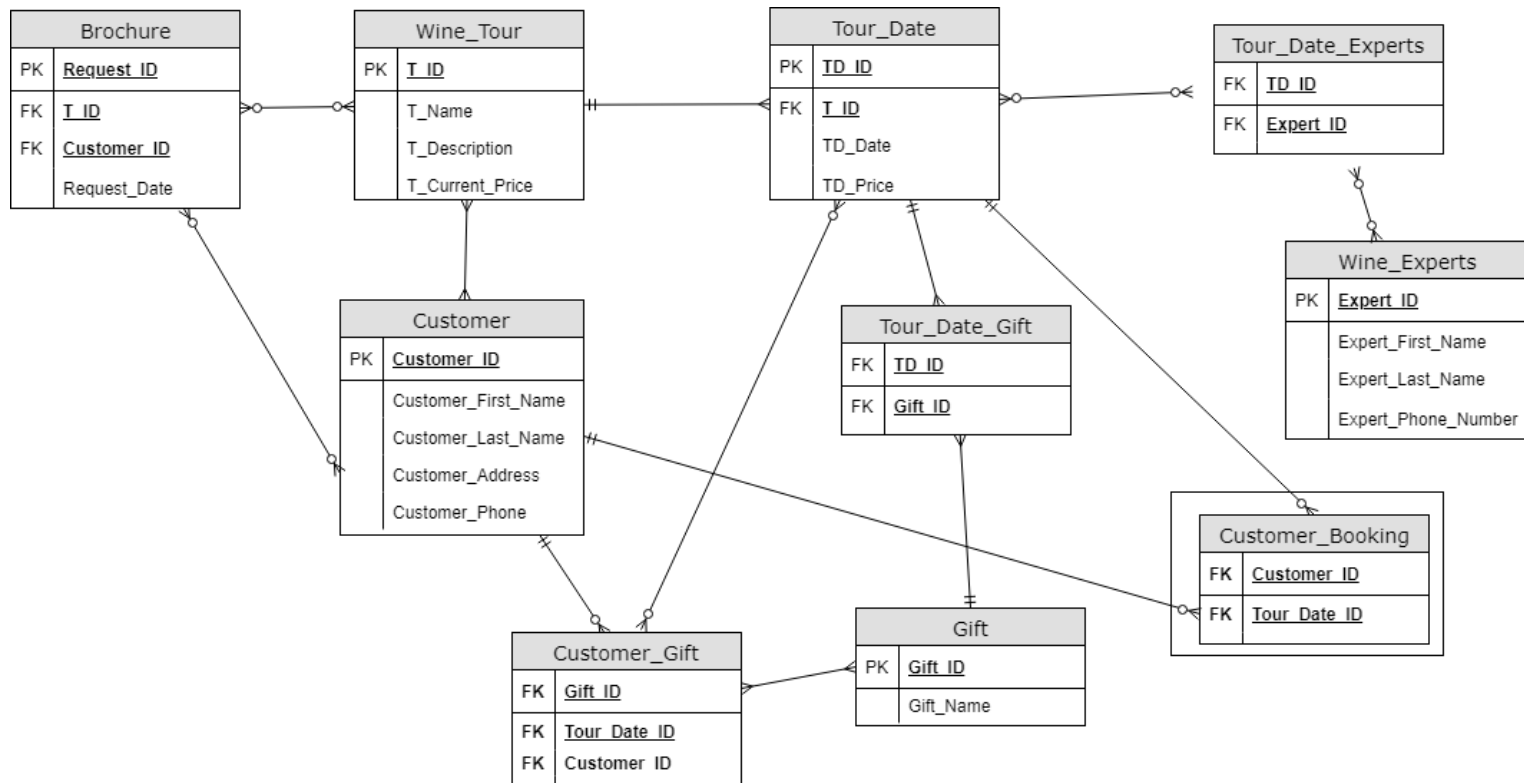 Brochure
PK Request_ID
FK T_ID
FK Customer_ID
Request_Date
Wine_Tour
PK T_ID
T_Name
T_Description
T_Current_Price
Tour_Date
PK TD_ID
FK T_ID
TD_Date
TD_Price
Tour_Date_Experts
FK TD_ID
FK Expert_ID
Wine_Experts
PK Expert_ID
Expert_First_Name
Expert_Last_Name
Expert_Phone_Number
Customer
PK Customer_ID
Customer_First_Name
Customer_Last_Name
Customer_Address
Customer_Phone
Tour_Date_Gift
FK TD_ID
FK Gift_ID
Customer_Booking
FK Customer_ID
FK Tour_Date_ID
Customer_Gift
FK Gift_ID
FK Tour_Date_ID
FK Customer_ID
Gift
PK Gift_ID
Gift_Name